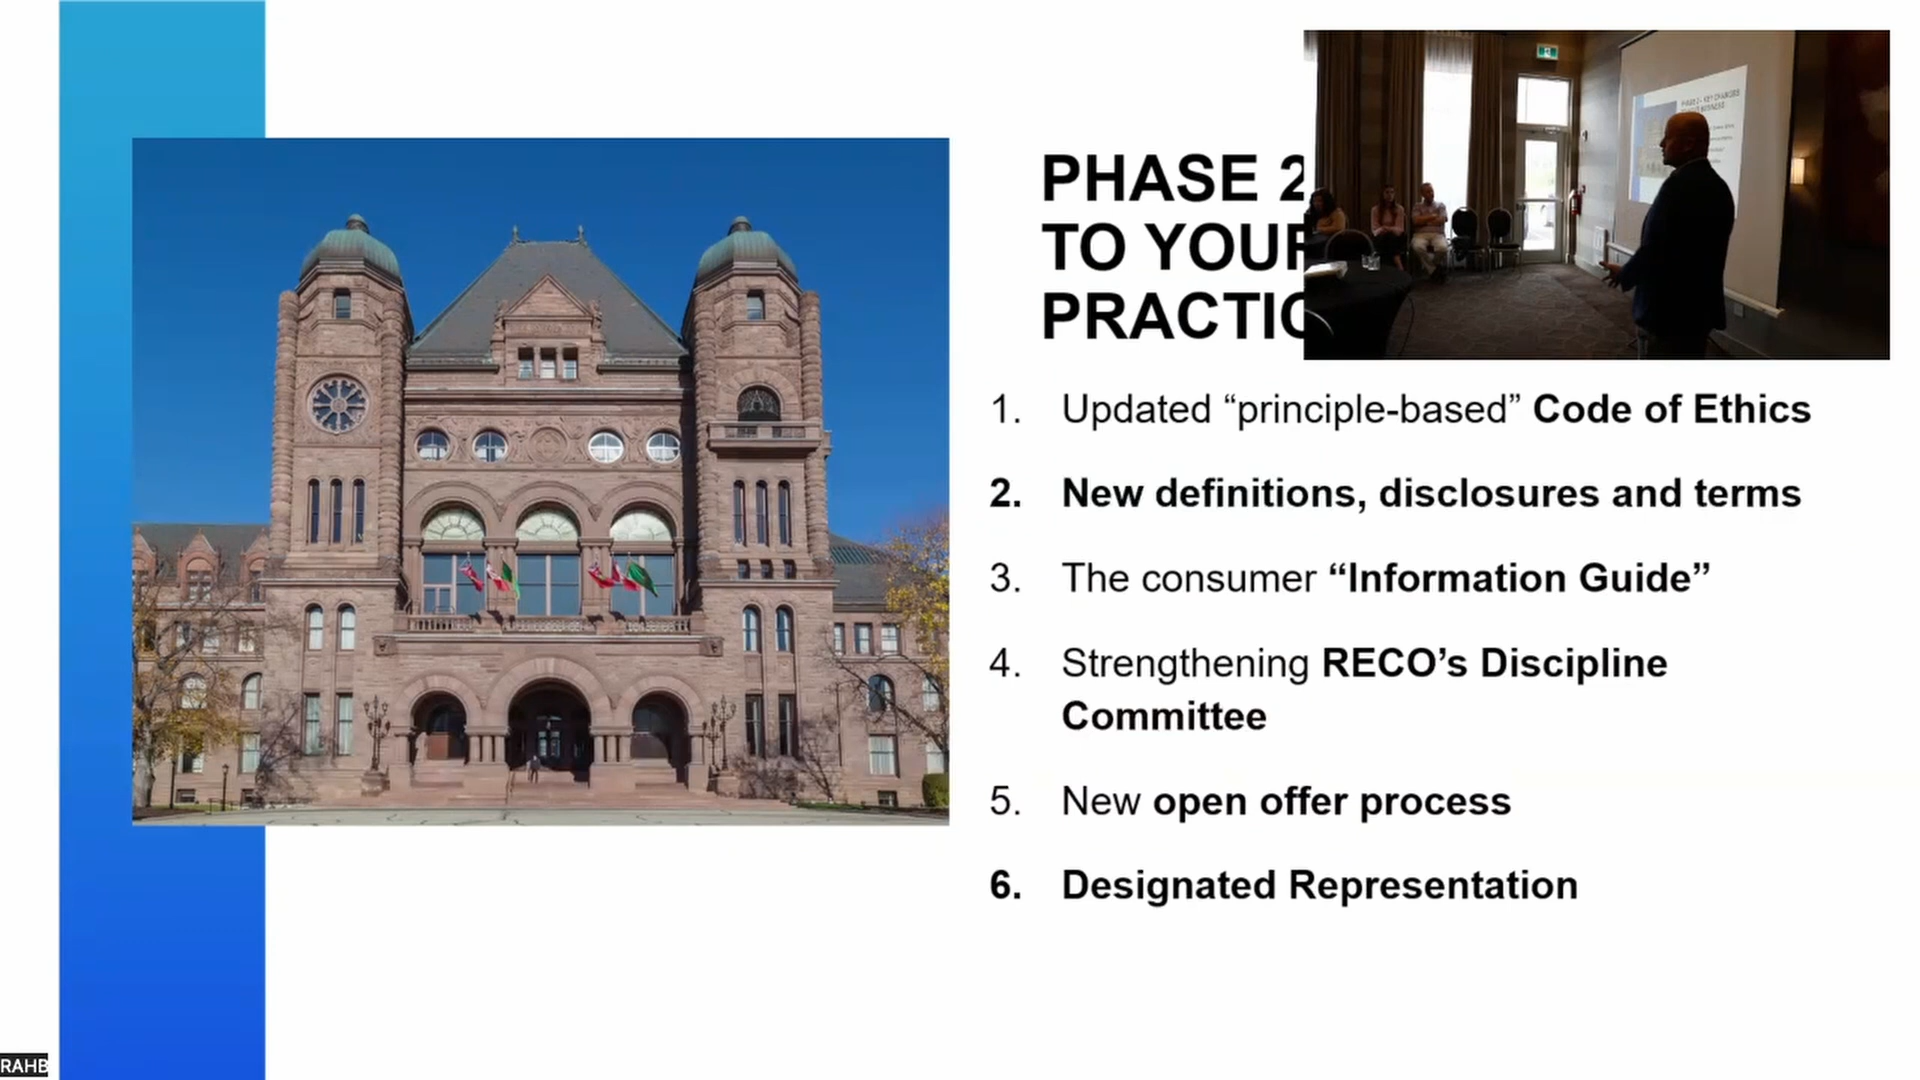 PHASE 2
TO YOUR
PRACTIC
1. Updated “principle-based” Code of Ethics
2. New definitions, disclosures and terms
3. The consumer “Information Guide”
4. Strengthening RECO’s Discipline
Committee
5. New open offer process
6. Designated Representation
RAHB